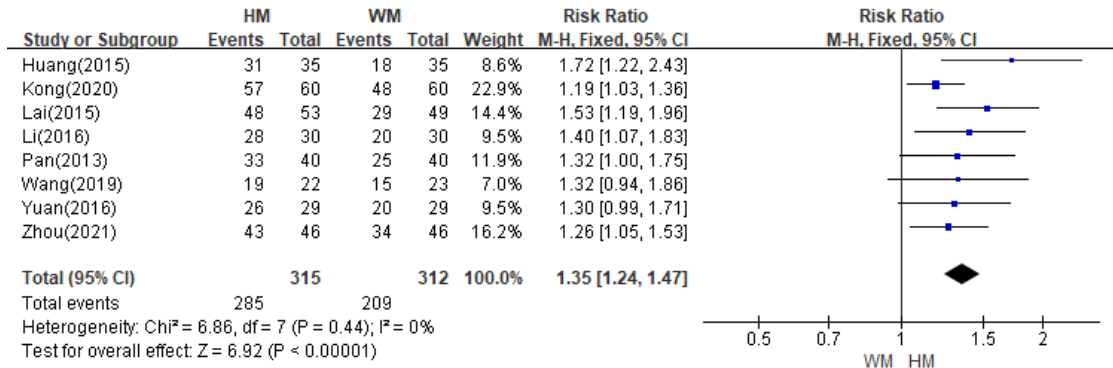 HM WM Risk Ratio Risk Ratio
Study or Subgroup Events Total Events Total Weight M-H, Fixed, 95% CI M-H, Fixed, 95% CI
Huang(2015) 31 35 18 35 8.6% 1.72 [1.22, 2.43]
Kong(2020) 57 60 48 60 22.9% 1.19 [1.03, 1.36]
Lai(2015) 48 53 29 49 14.4% 1.53 [1.19, 1.96]
Li(2016) 28 30 20 30 9.5% 1.40 [1.07, 1.83]
Pan(2013) 33 40 25 40 11.9% 1.32 [1.00, 1.75]
Wang(2019) 19 22 15 23 7.0% 1.32 [0.94, 1.86]
Yuan(2016) 26 29 20 29 9.5% 1.30 [0.99, 1.71]
Zhou(2021) 43 46 34 46 16.2% 1.26 [1.05, 1.53]
Total (95% CI) 315 312 100.0% 1.35 [1.24, 1.47]
Total events 285 209
Heterogeneity: Chi² = 6.86, df = 7 (P = 0.44); I² = 0%
Test for overall effect: Z = 6.92 (P < 0.00001)
0.5 0.7 1 1.5 2
WM HM